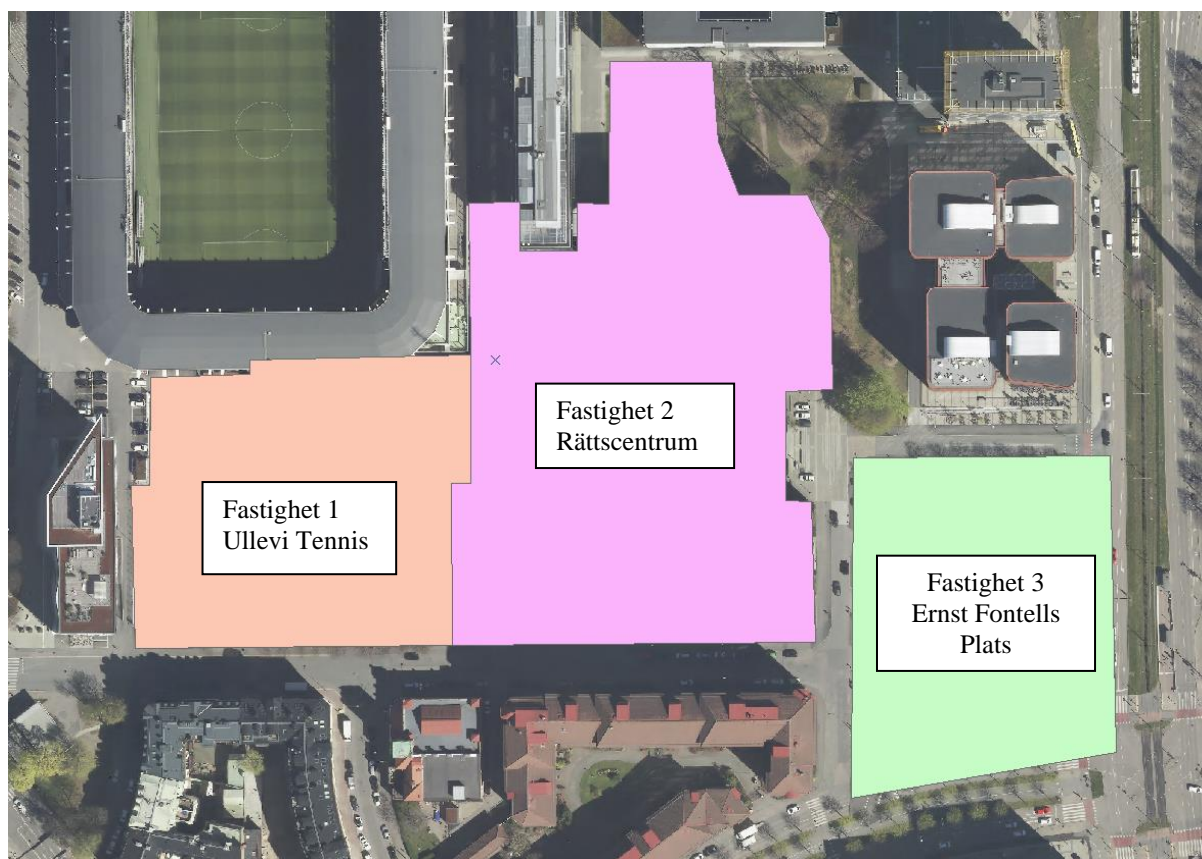 Fastighet 2
Rättscentrum
Fastighet 1
Ullevi Tennis
Fastighet 3
Ernst Fontells
Plats